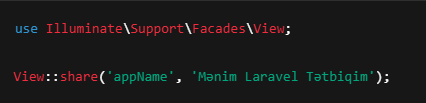 use Illuminate\Support\Facades\View;
View::share('appName', 'Mənim Laravel Tətbiqim');